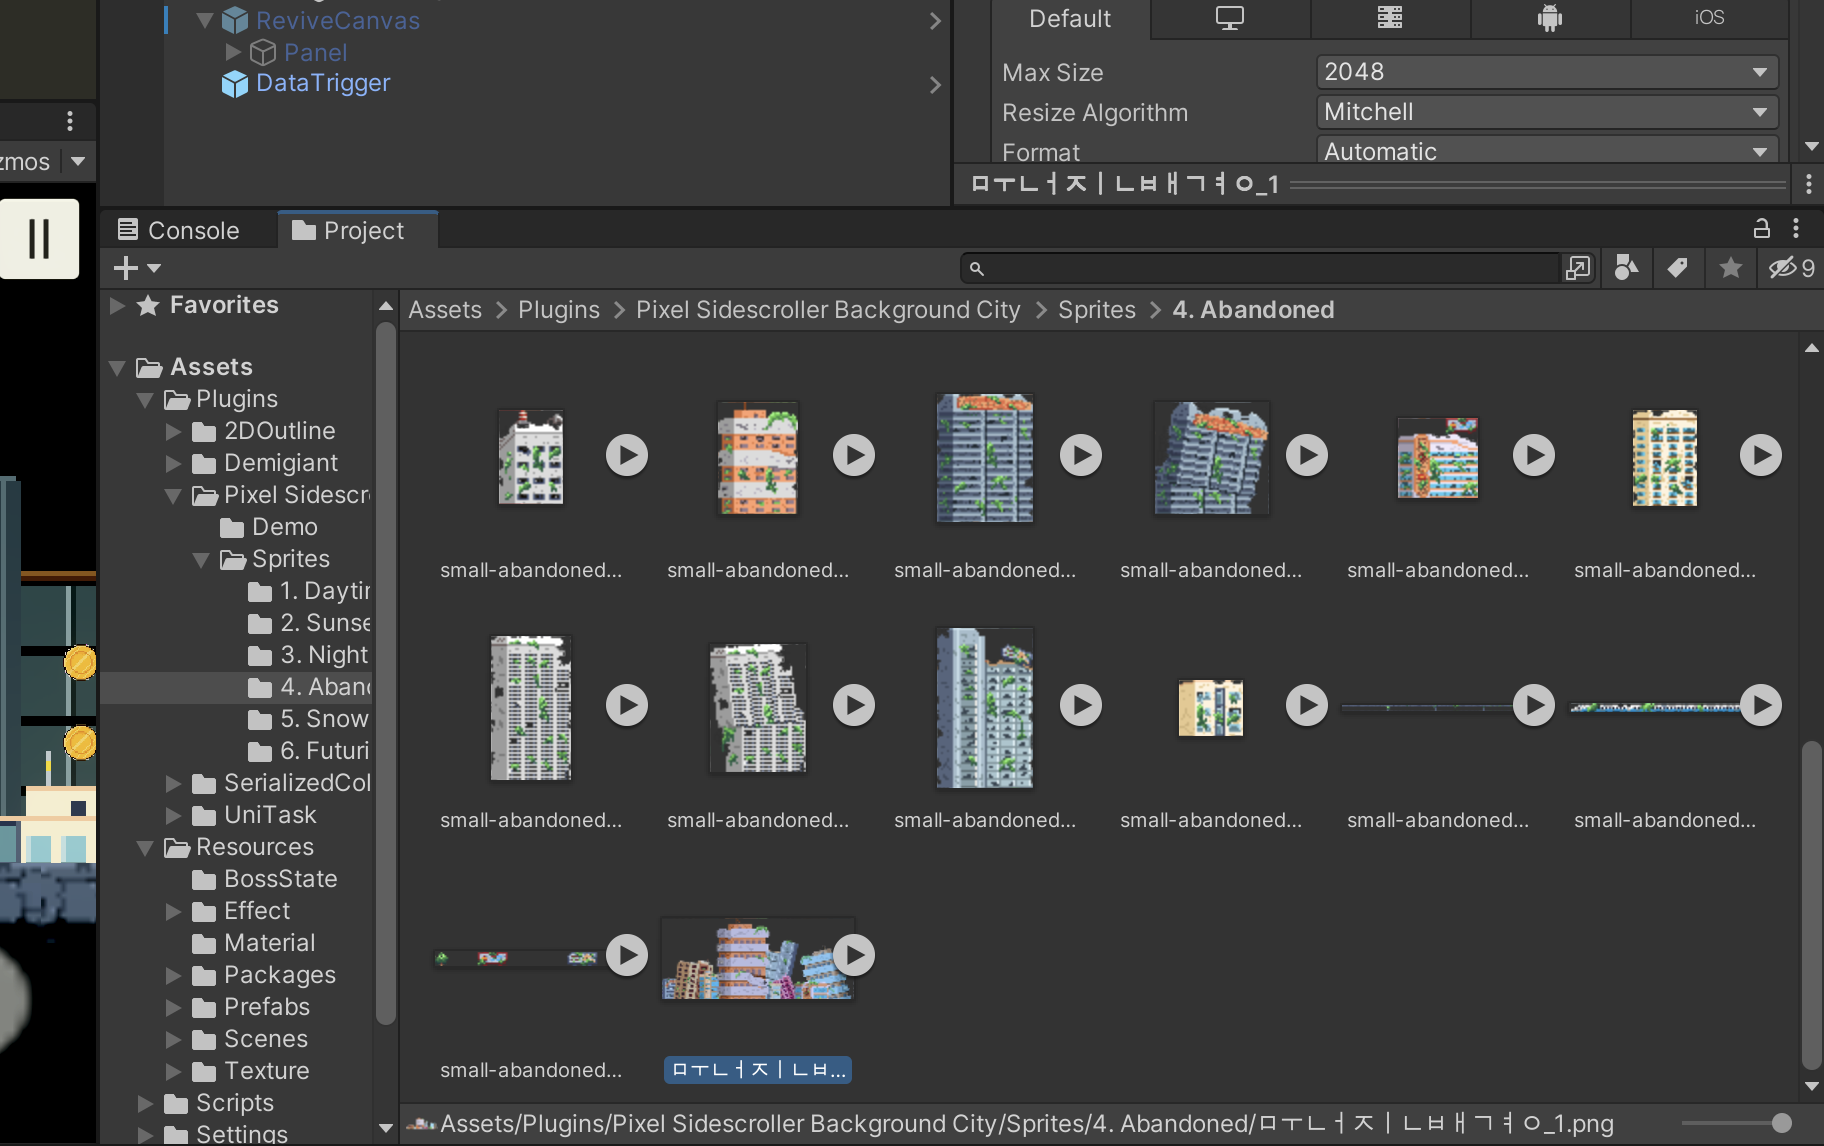 ReviveCanvas
Panel
DataTrigger
zmos
Default
iOS
Max Size
2048
Resize Algorithm
Mitchell
Format
Automatic
ㅁㅜㄴㅓㅈㅣㄴㅂㅐㄱㅕㅇ_1
Console
Project
9
Favorites
Assets
Plugins
2DOutline
Demigiant
Pixel Sidescr
Demo
Sprites
1. Daytin
2. Sunse
3. Night
4. Aband
5. Snow
6. Futuri
SerializedCol
UniTask
Resources
BossState
Effect
Material
Packages
Prefabs
Scenes
Texture
Scripts
Settings
Assets > Plugins > Pixel Sidescroller Background City > Sprites > 4. Abandoned
small-abandoned...
small-abandoned...
small-abandoned...
small-abandoned...
small-abandoned...
small-abandoned...
small-abandoned...
small-abandoned...
small-abandoned...
small-abandoned...
small-abandoned...
small-abandoned...
small-abandoned...
ㅁㅜㄴㅓㅈㅣㄴㅂ...
Assets/Plugins/Pixel Sidescroller Background City/Sprites/4. Abandoned/ㅁㅜㄴㅓㅈㅣㄴㅂㅐㄱㅕㅇ_1.png